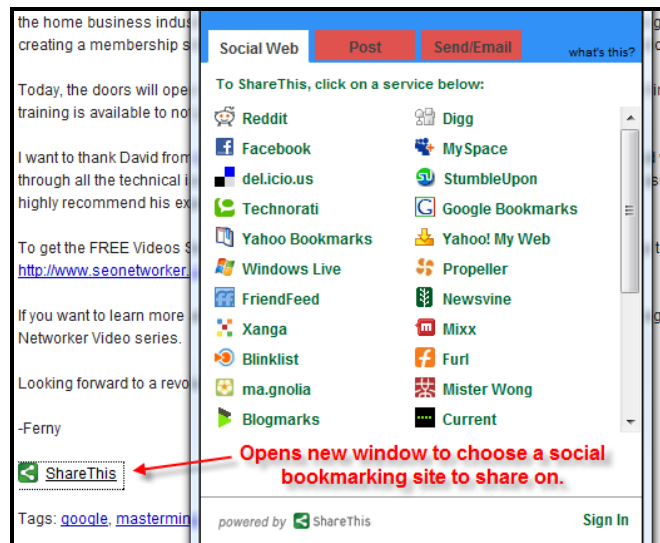 the home business indus
creating a membership s
Today, the doors will ope
training is available to no
I want to thank David from
through all the technical i
highly recommend his ex
To get the FREE Videos S
http://www.seonetworker.
If you want to learn more
Networker Video series.
Looking forward to a revo
-Ferny
ShareThis
Tags: google, mastermin
Social Web Post Send/Email what's this?
To ShareThis, click on a service below:
Reddit Digg
Facebook MySpace
del.icio.us StumbleUpon
Technorati Google Bookmarks
Yahoo Bookmarks Yahoo! My Web
Windows Live Propeller
FriendFeed Newsvine
Xanga Mixx
Blinklist Furl
ma.gnolia Mister Wong
Blogmarks Current
Opens new window to choose a social
bookmarking site to share on.
powered by ShareThis Sign In